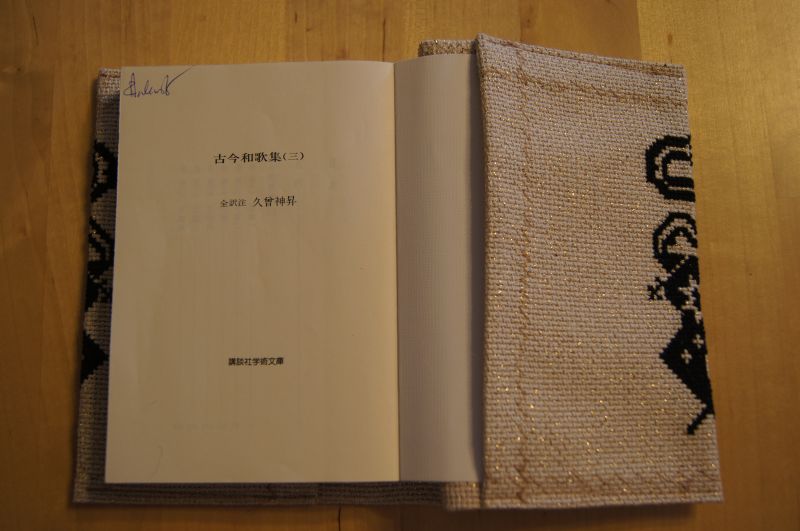 古今和歌集(三)
全訳注 久曾神昇
講談社学術文庫